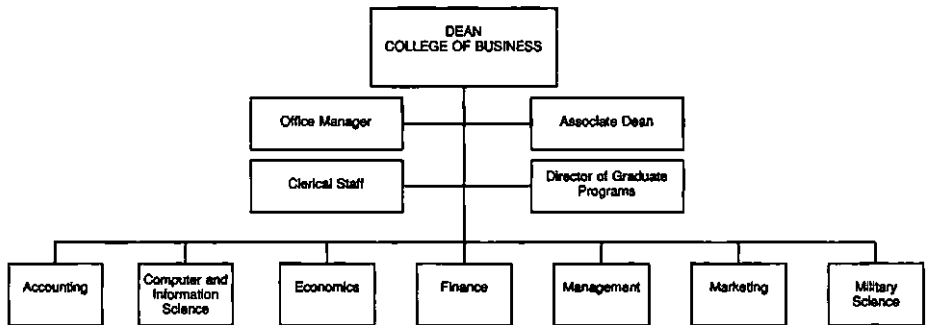 DEAN
COLLEGE OF BUSINESS
Office Manager
Associate Dean
Clerical Staff
Director of Graduate
Programs
Accounting
Computer and
Information
Science
Economics
Finance
Management
Marketing
Military
Science